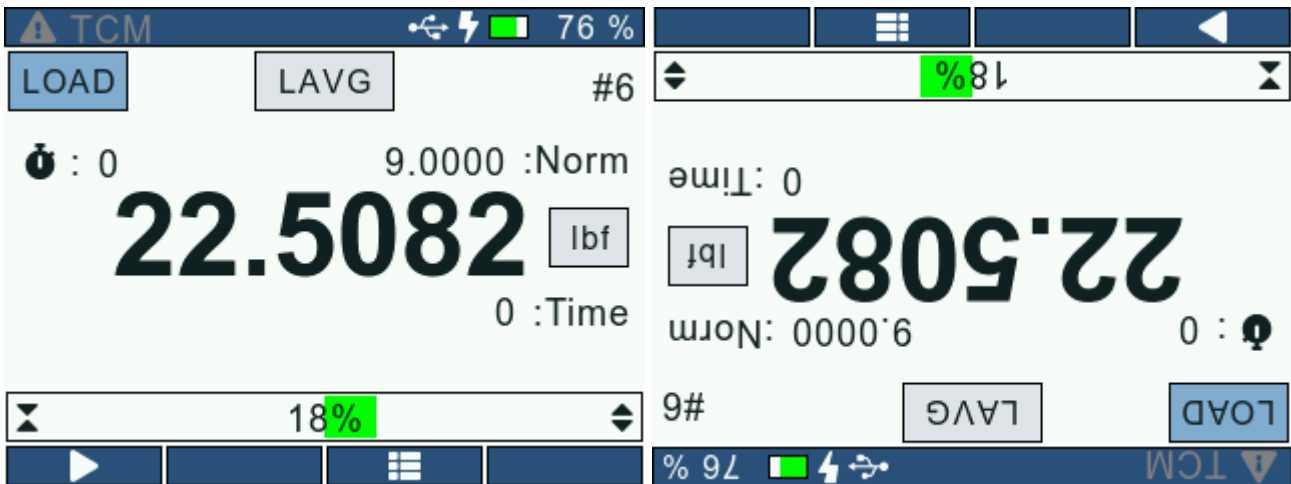 TCM 76 %
LOAD LAVG #6
: 0 9.0000 :Norm
22.5082 lbf
0 :Time
18%
18%
0 :Time
22.5082 lbf
: 0 9.0000 :Norm
LOAD LAVG #6
TCM 76 %